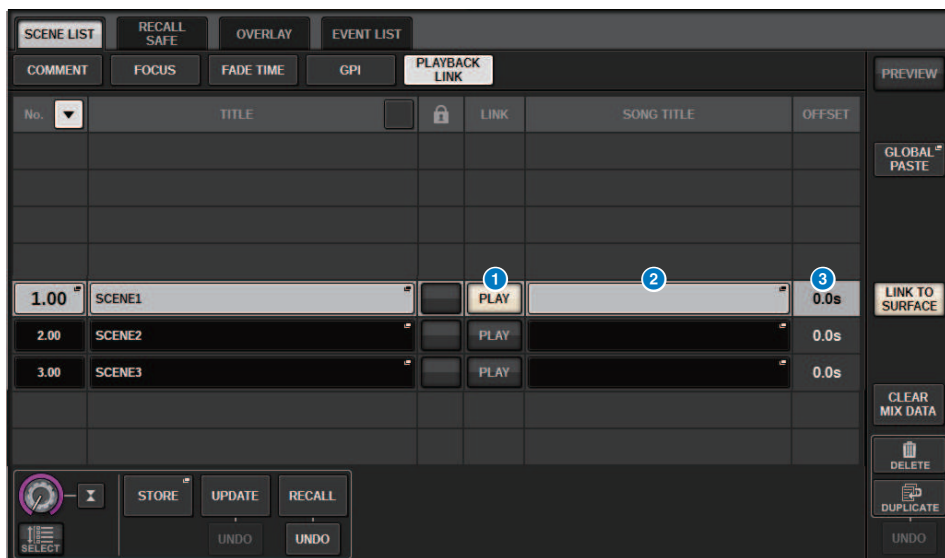 SCENE LIST RECALL SAFE OVERLAY EVENT LIST
COMMENT FOCUS FADE TIME GPI PLAYBACK LINK PREVIEW
No. TITLE LINK SONG TITLE OFFSET
GLOBAL PASTE
1 2 3
1.00 SCENE1 PLAY 0.0s LINK TO SURFACE
2.00 SCENE2 PLAY 0.0s
3.00 SCENE3 PLAY 0.0s
CLEAR MIX DATA
DELETE
STORE UPDATE RECALL
DUPLICATE
SELECT UNDO UNDO UNDO